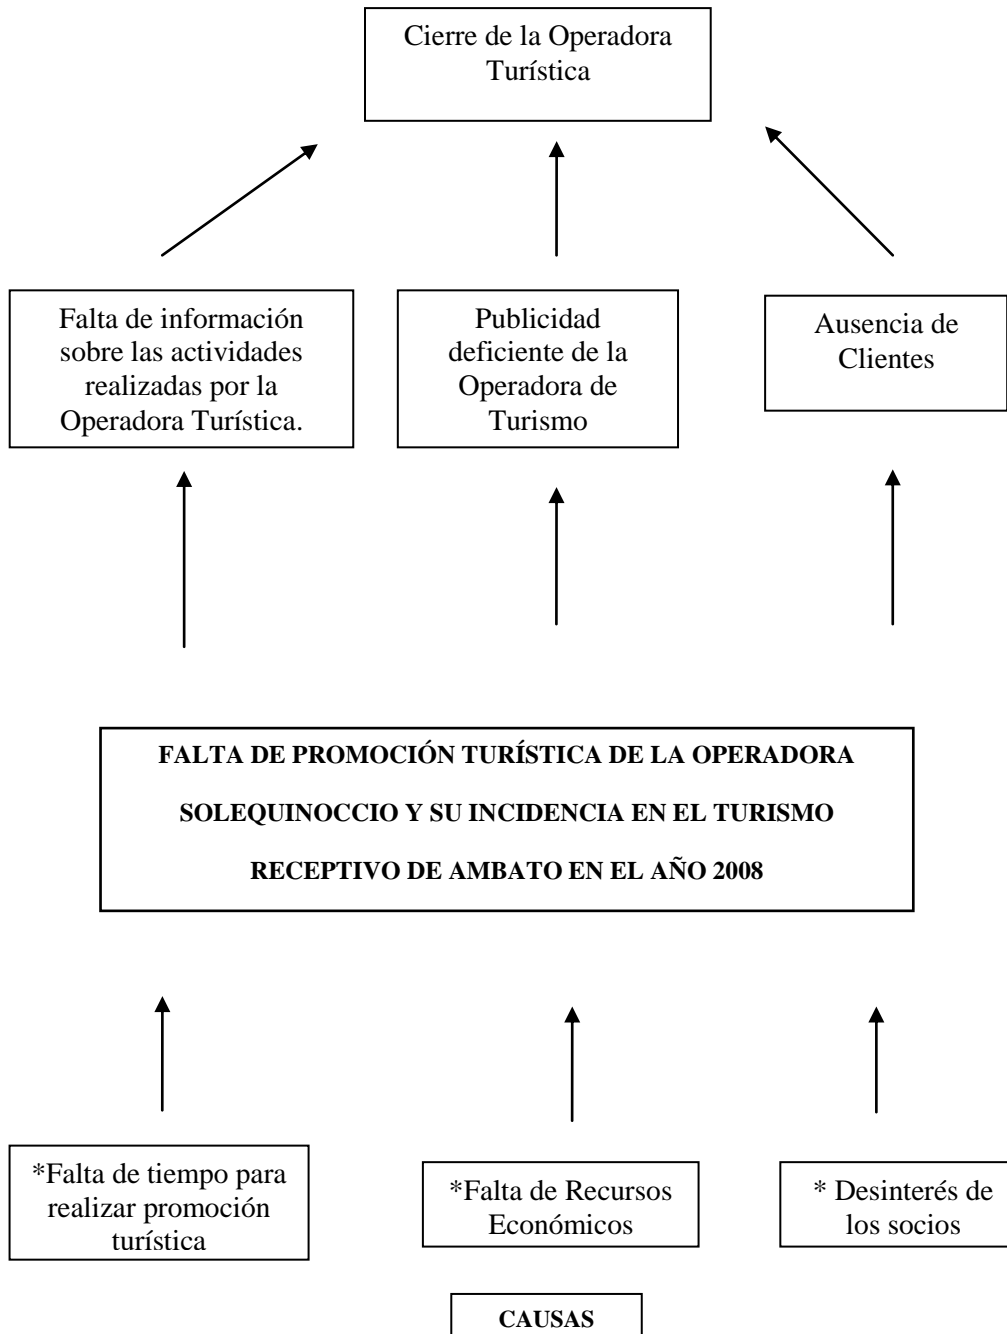 Cierre de la Operadora
Turística
Falta de información
sobre las actividades
realizadas por la
Operadora Turística.
Publicidad
deficiente de la
Operadora de
Turismo
Ausencia de
Clientes
FALTA DE PROMOCIÓN TURÍSTICA DE LA OPERADORA
SOLEQUINOCCIO Y SU INCIDENCIA EN EL TURISMO
RECEPTIVO DE AMBATO EN EL AÑO 2008
*Falta de tiempo para
realizar promoción
turística
*Falta de Recursos
Económicos
* Desinterés de
los socios
CAUSAS